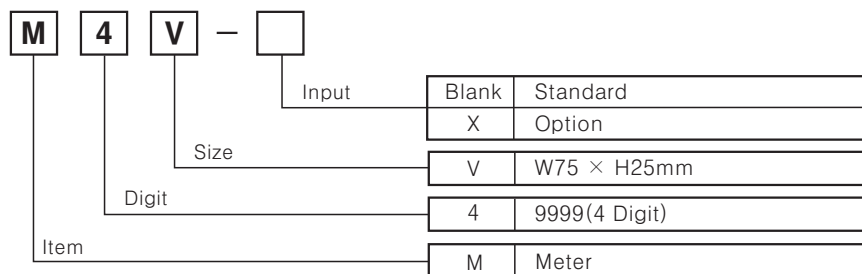 M 4 V –
Input Blank Standard
X Option
Size V W75 × H25mm
Digit 4 9999(4 Digit)
Item M Meter